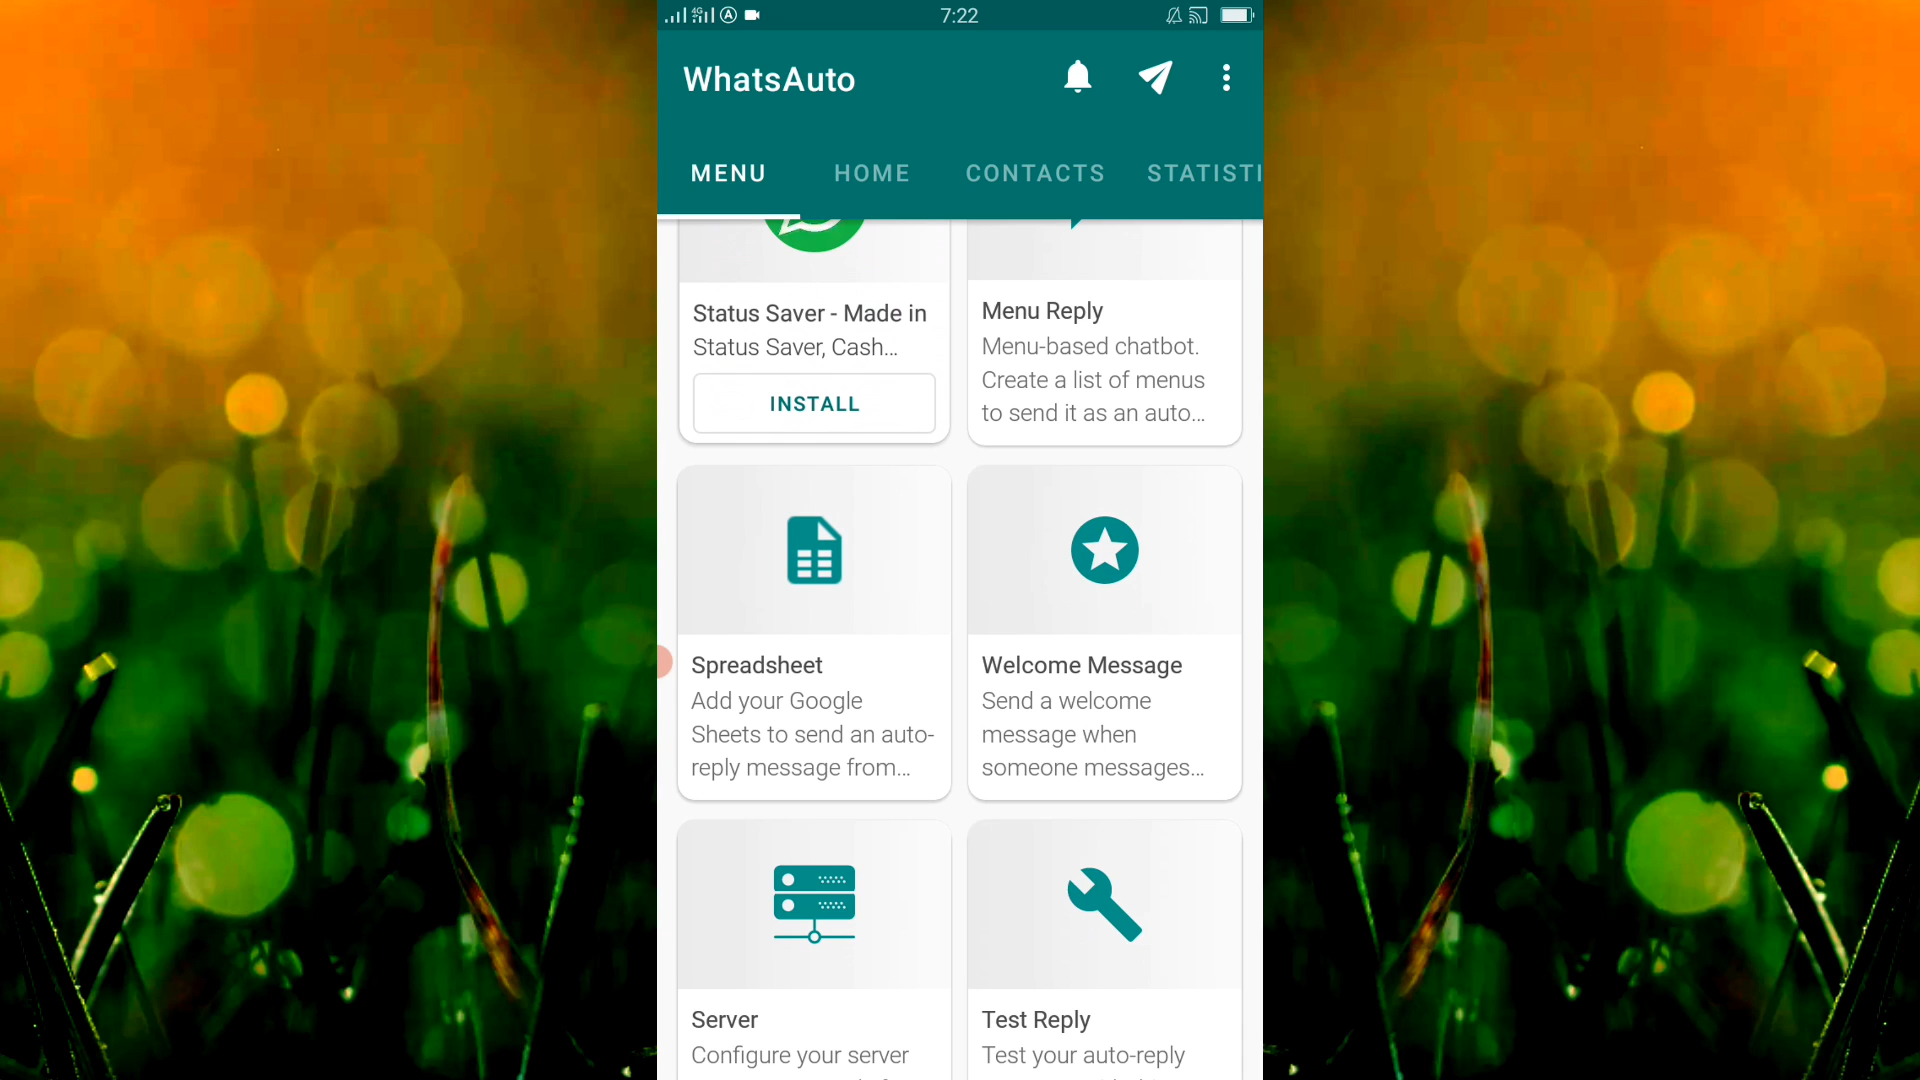 4G
A
7:22
WhatsAuto
MENU
HOME
CONTACTS
STATISTI
Status Saver - Made in
Status Saver, Cash...
INSTALL
Menu Reply
Menu-based chatbot.
Create a list of menus
to send it as an auto...
Spreadsheet
Add your Google
Sheets to send an auto-
reply message from...
Welcome Message
Send a welcome
message when
someone messages...
Server
Configure your server
Test Reply
Test your auto-reply